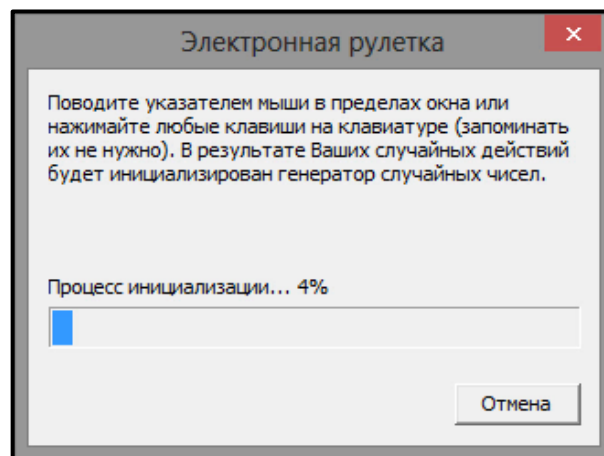 Электронная рулетка
Поводите указателем мыши в пределах окна или
нажимайте любые клавиши на клавиатуре (запоминать
их не нужно). В результате Ваших случайных действий
будет инициализирован генератор случайных чисел.
Процесс инициализации... 4%
Отмена